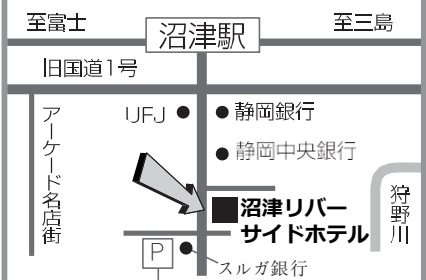 至富士
沼津駅
至三島
旧国道1号
アーケード名店街
UFJ
静岡銀行
静岡中央銀行
沼津リバー
サイドホテル
狩野川
P
スルガ銀行